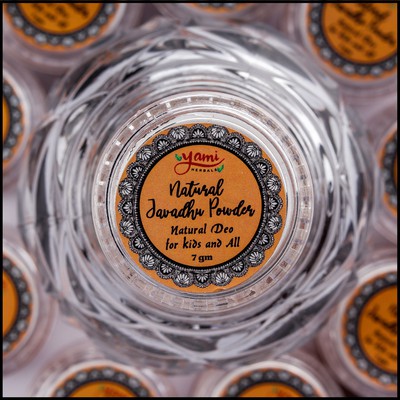 yami
HERBALS
Natural
Javadhu Powder
Natural Deo
for kids and All
7 gm